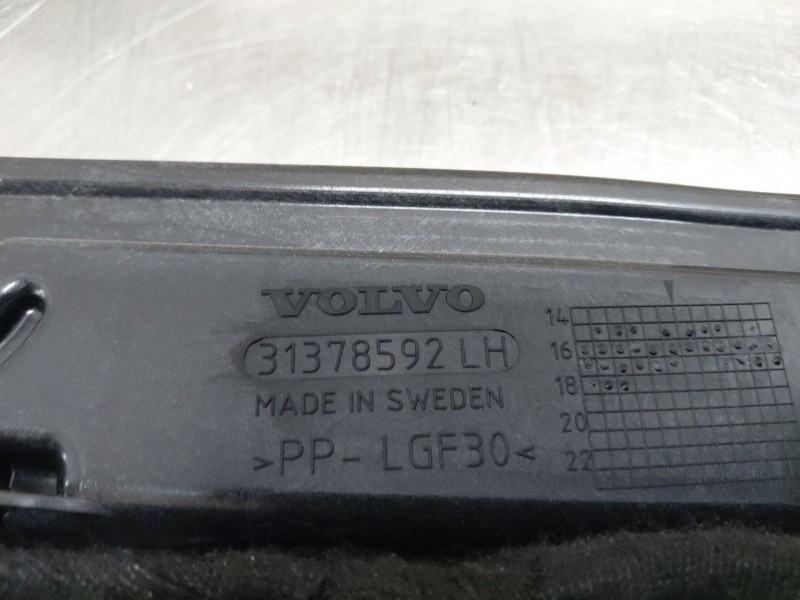 VOLVO
31378592 LH
MADE IN SWEDEN
>PP- LGF30<
14
16
18
20
22